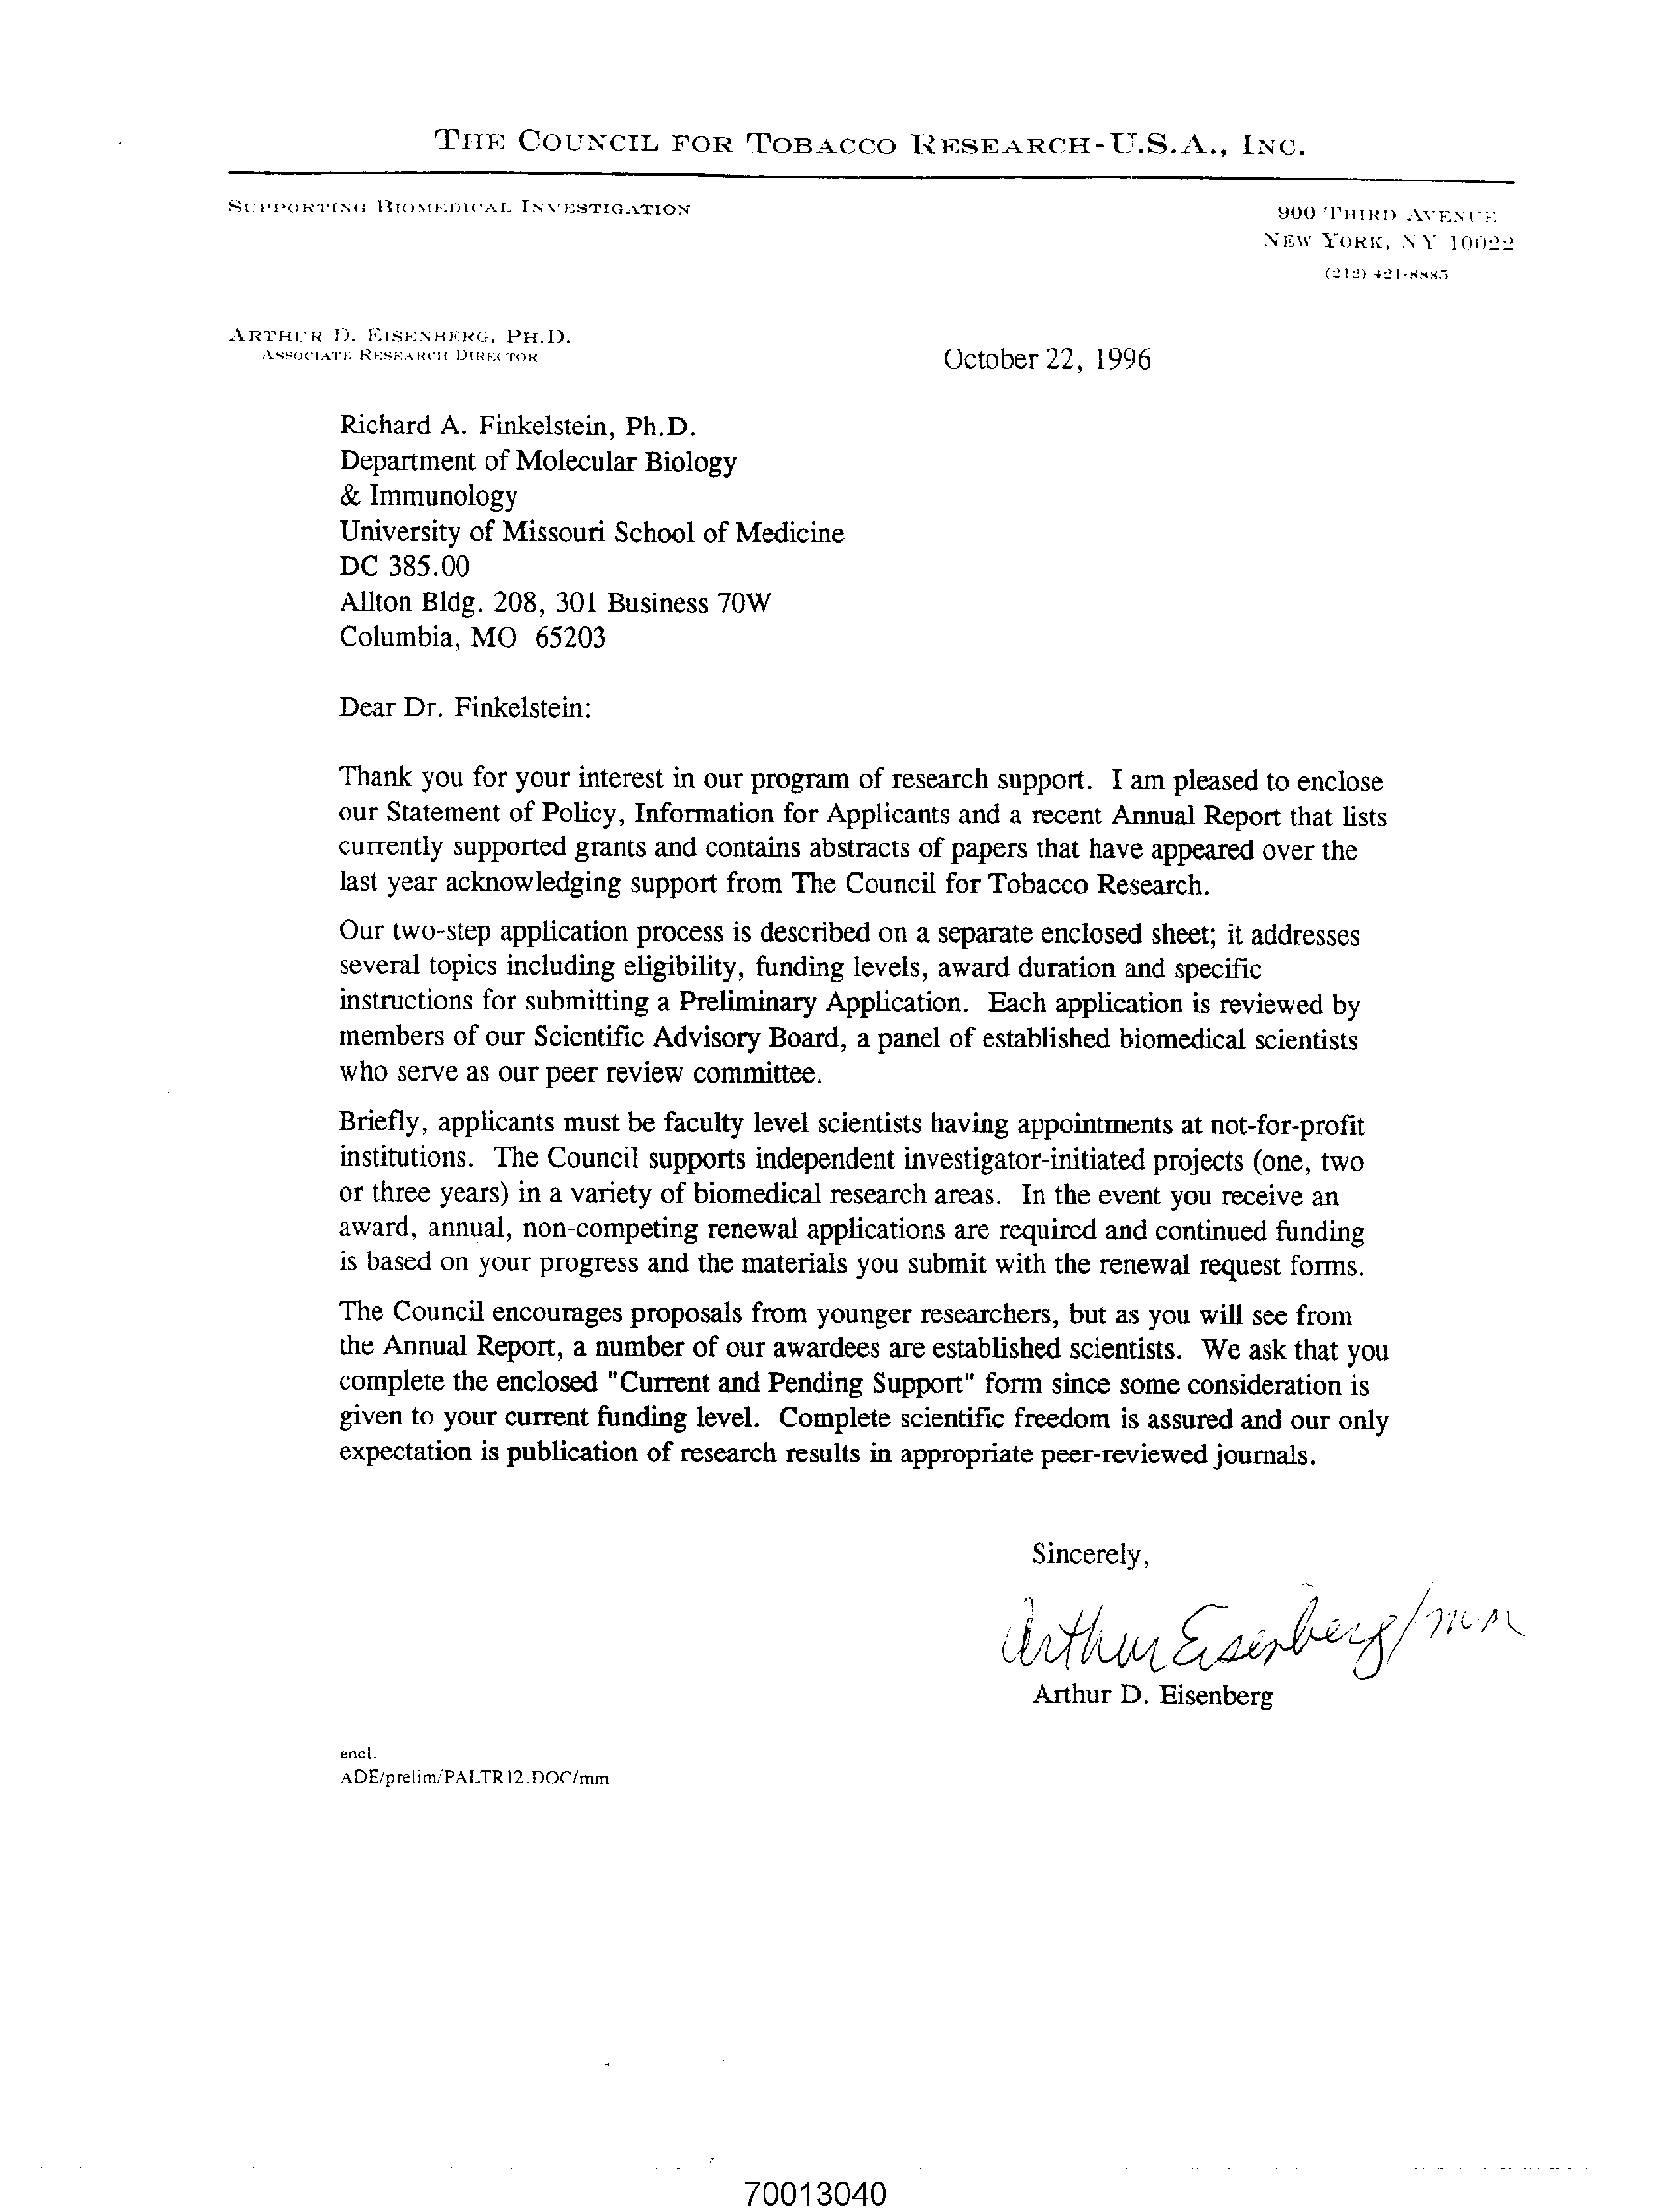 THE COUNCIL FOR TOBACCO RESEARCH-U.S.A., INC.
SUPPORTING BIOMEDICAL INVESTIGATION
900 THIRD AVENUE
NEW YORK, NY 10022
(212) 421-8885
ARTHUR D. EISENBERG, PH.D.
ASSOCIATE RESEARCH DIRECTOR
October 22, 1996
Richard A. Finkelstein, Ph.D.
Department of Molecular Biology
& Immunology
University of Missouri School of Medicine
DC 385.00
Allton Bldg. 208, 301 Business 70W
Columbia, MO 65203
Dear Dr. Finkelstein:
Thank you for your interest in our program of research support. I am pleased to enclose
our Statement of Policy, Information for Applicants and a recent Annual Report that lists
currently supported grants and contains abstracts of papers that have appeared over the
last year acknowledging support from The Council for Tobacco Research.
Our two-step application process is described on a separate enclosed sheet; it addresses
several topics including eligibility, funding levels, award duration and specific
instructions for submitting a Preliminary Application. Each application is reviewed by
members of our Scientific Advisory Board, a panel of established biomedical scientists
who serve as our peer review committee.
Briefly, applicants must be faculty level scientists having appointments at not-for-profit
institutions. The Council supports independent investigator-initiated projects (one, two
or three years) in a variety of biomedical research areas. In the event you receive an
award, annual, non-competing renewal applications are required and continued funding
is based on your progress and the materials you submit with the renewal request forms.
The Council encourages proposals from younger researchers, but as you will see from
the Annual Report, a number of our awardees are established scientists. We ask that you
complete the enclosed "Current and Pending Support" form since some consideration is
given to your current funding level. Complete scientific freedom is assured and our only
expectation is publication of research results in appropriate peer-reviewed journals.
Sincerely,
Arthur Eisenberg/mm
Arthur D. Eisenberg
encl.
ADE/prelim/PALTR12.DOC/mm
70013040